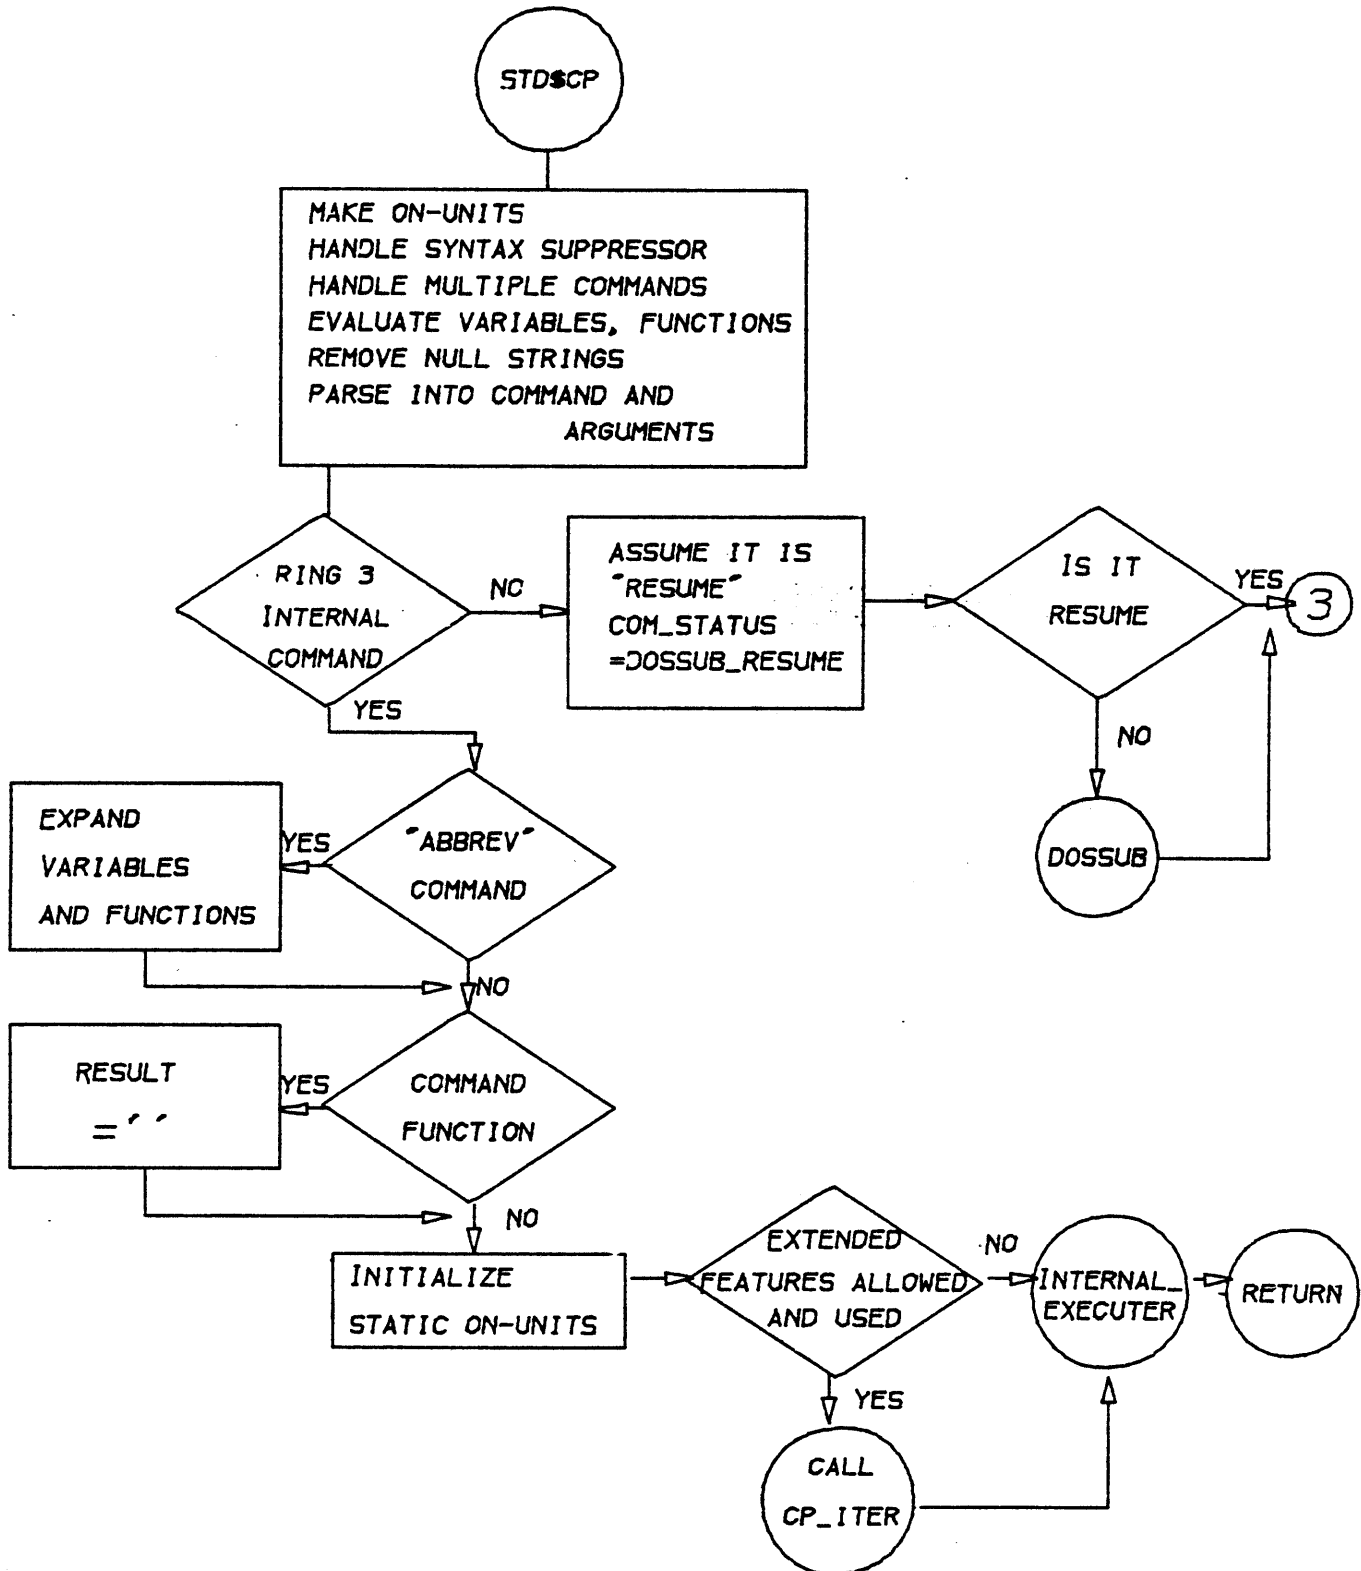 STD$CP
MAKE ON-UNITS
HANDLE SYNTAX SUPPRESSOR
HANDLE MULTIPLE COMMANDS
EVALUATE VARIABLES, FUNCTIONS
REMOVE NULL STRINGS
PARSE INTO COMMAND AND
ARGUMENTS
RING 3
INTERNAL
COMMAND
NO
ASSUME IT IS
"RESUME"
COM_STATUS
=DOSSUB_RESUME
IS IT
RESUME
YES
3
YES
NO
DOSSUB
EXPAND
VARIABLES
AND FUNCTIONS
YES
"ABBREV"
COMMAND
NO
RESULT
=''
YES
COMMAND
FUNCTION
NO
INITIALIZE
STATIC ON-UNITS
EXTENDED
FEATURES ALLOWED
AND USED
NO
INTERNAL_
EXECUTER
RETURN
YES
CALL
CP_ITER